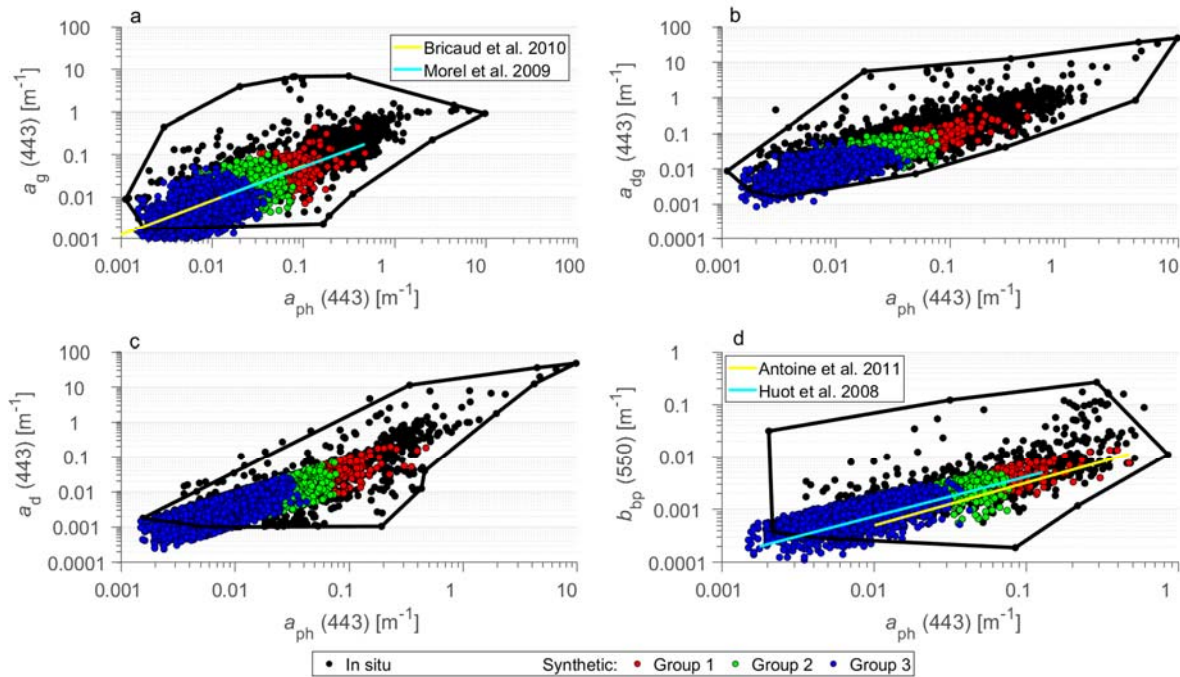 a
100
10
1
0.1
0.01
0.001
a_g (443) [m⁻¹]
Bricaud et al. 2010
Morel et al. 2009
0.001 0.01 0.1 1 10 100
a_ph (443) [m⁻¹]
b
100
10
1
0.1
0.01
0.001
0.0001
a_dg (443) [m⁻¹]
0.001 0.01 0.1 1 10
a_ph (443) [m⁻¹]
c
100
10
1
0.1
0.01
0.001
0.0001
a_d (443) [m⁻¹]
0.001 0.01 0.1 1 10
a_ph (443) [m⁻¹]
d
1
0.1
0.01
0.001
0.0001
b_bp (550) [m⁻¹]
Antoine et al. 2011
Huot et al. 2008
0.001 0.01 0.1 1
a_ph (443) [m⁻¹]
In situ Synthetic: Group 1 Group 2 Group 3